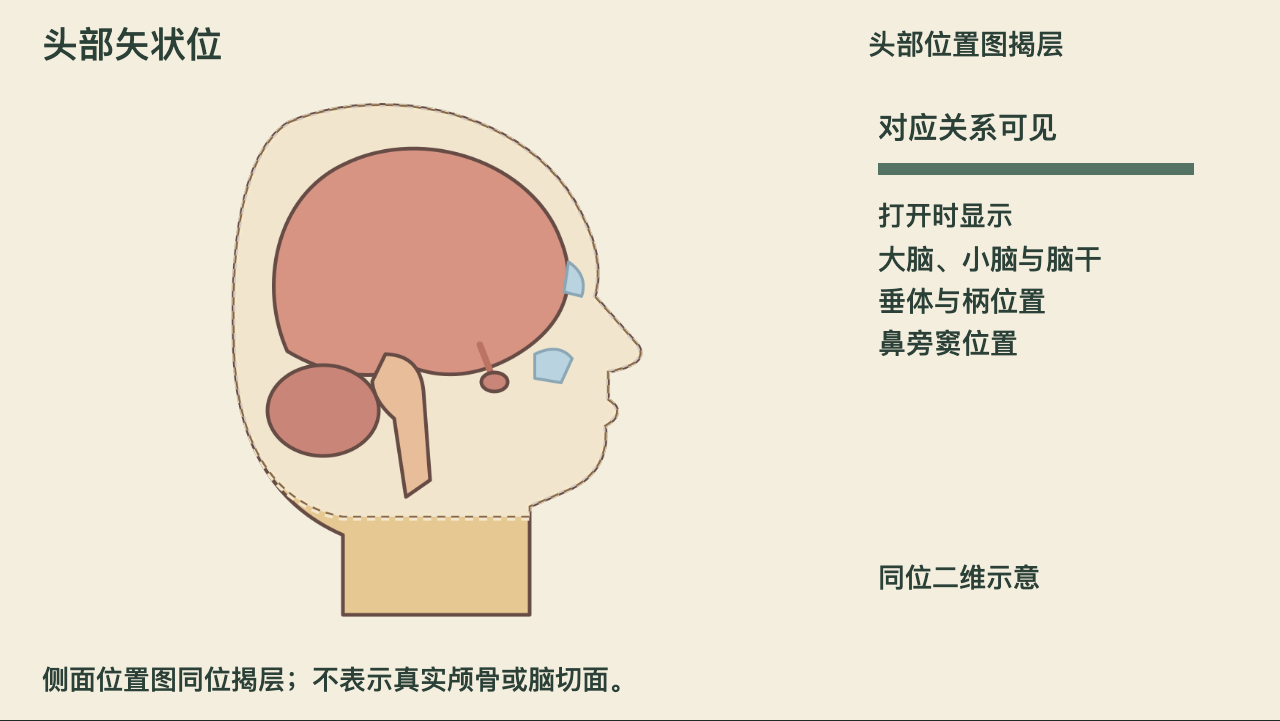 头部矢状位
头部位置图揭层
对应关系可见
打开时显示
大脑、小脑与脑干
垂体与柄位置
鼻旁窦位置
同位二维示意
侧面位置图同位揭层；不表示真实颅骨或脑切面。